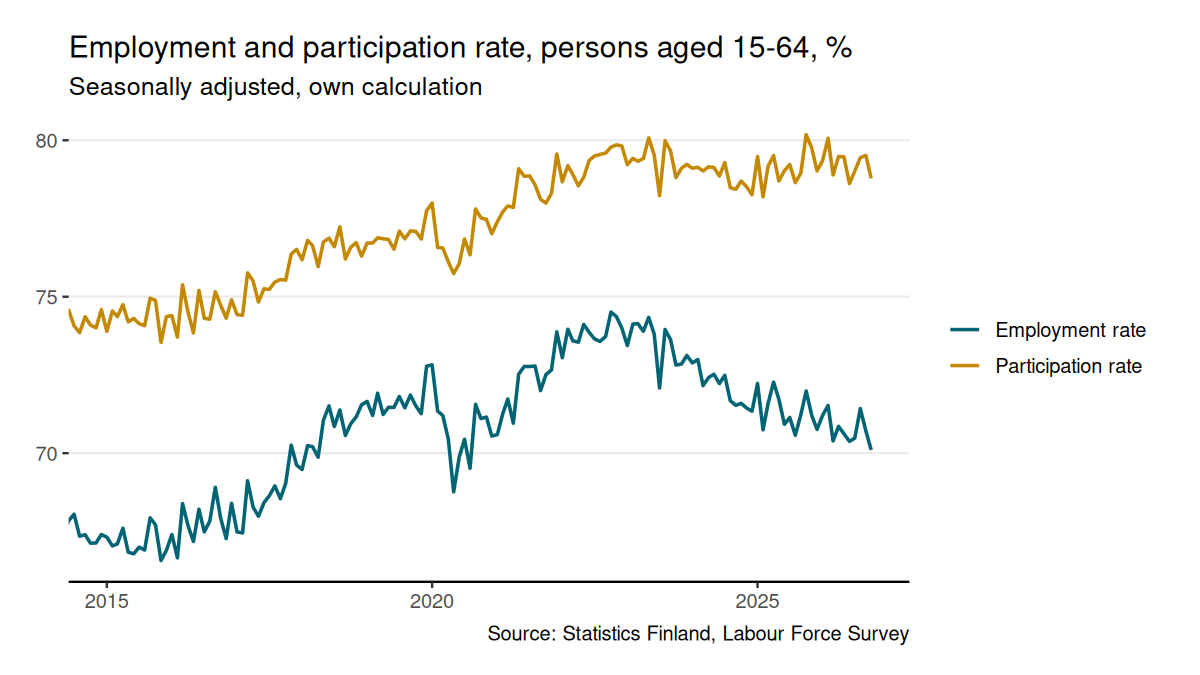 Employment and participation rate, persons aged 15-64, %
Seasonally adjusted, own calculation
80
75
70
2015 2020 2025
Employment rate
Participation rate
Source: Statistics Finland, Labour Force Survey